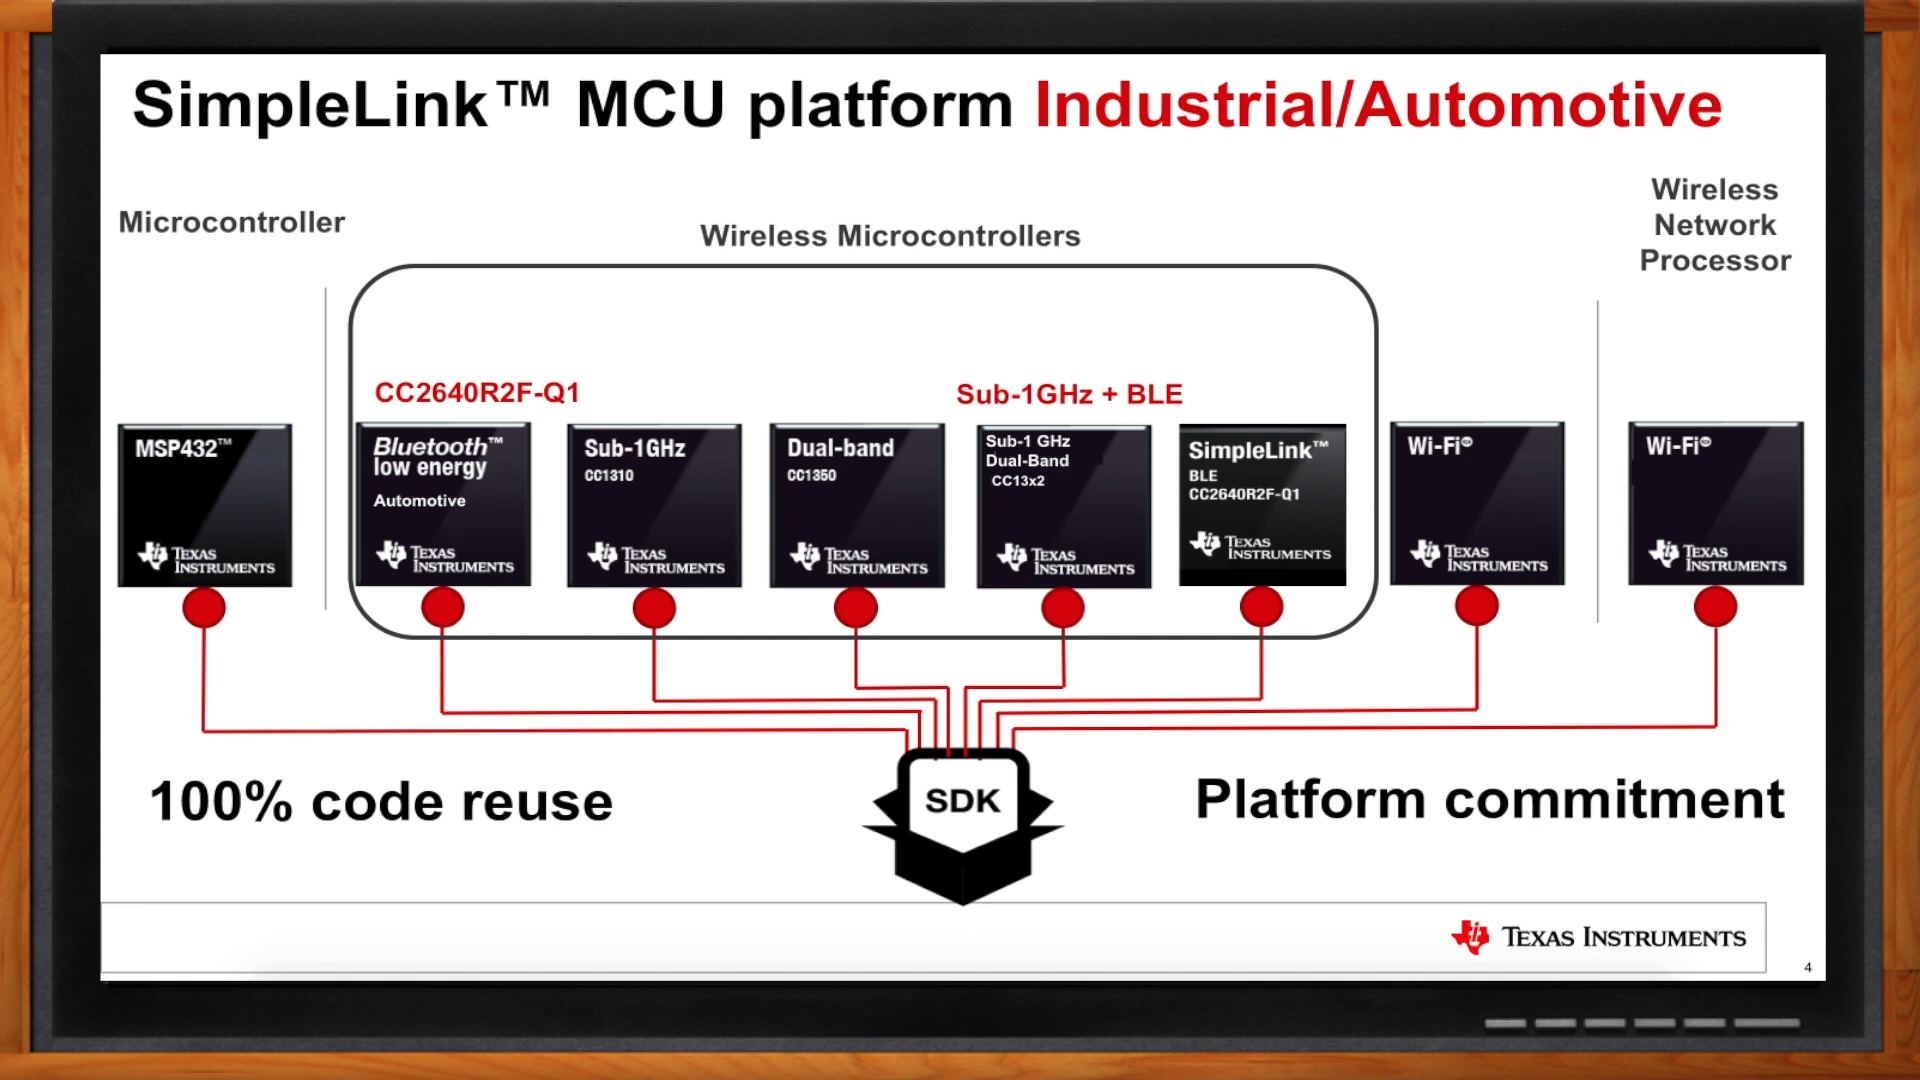 SimpleLink™ MCU platform Industrial/Automotive
Microcontroller
Wireless Microcontrollers
Wireless
Network
Processor
CC2640R2F-Q1
Sub-1GHz + BLE
MSP432™
TEXAS
INSTRUMENTS
Bluetooth™
low energy
Automotive
TEXAS
INSTRUMENTS
Sub-1GHz
CC1310
TEXAS
INSTRUMENTS
Dual-band
CC1350
TEXAS
INSTRUMENTS
Sub-1 GHz
Dual-Band
CC13x2
TEXAS
INSTRUMENTS
SimpleLink™
BLE
CC2640R2F-Q1
TEXAS
INSTRUMENTS
Wi-Fi®
TEXAS
INSTRUMENTS
Wi-Fi®
TEXAS
INSTRUMENTS
100% code reuse
SDK
Platform commitment
TEXAS INSTRUMENTS
4